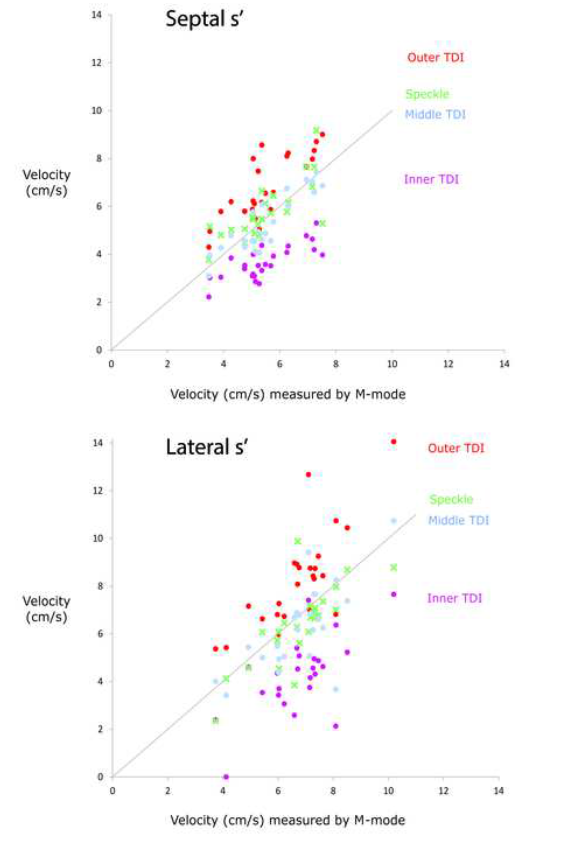 Septal s’
14
12
10
8
6
4
2
0
Velocity
(cm/s)
Outer TDI
Speckle
Middle TDI
Inner TDI
0 2 4 6 8 10 12 14
Velocity (cm/s) measured by M-mode
Lateral s’
14
12
10
8
6
4
2
0
Velocity
(cm/s)
Outer TDI
Speckle
Middle TDI
Inner TDI
0 2 4 6 8 10 12 14
Velocity (cm/s) measured by M-mode